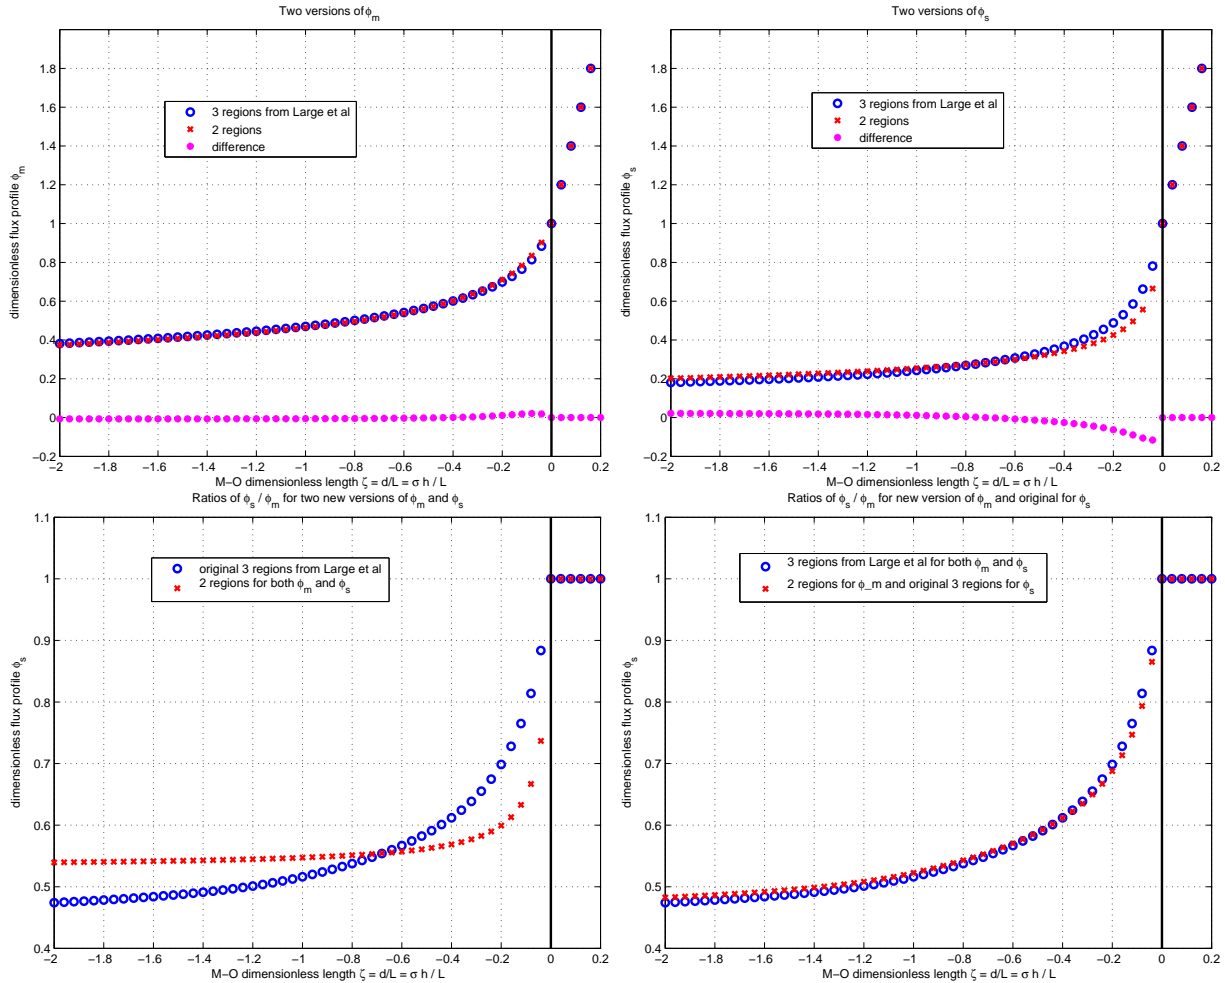 Two versions of ϕm
1.8
1.6
1.4
1.2
1
0.8
0.6
0.4
0.2
0
−0.2
dimensionless flux profile ϕm
3 regions from Large et al
2 regions
difference
−2 −1.8 −1.6 −1.4 −1.2 −1 −0.8 −0.6 −0.4 −0.2 0 0.2
M−O dimensionless length ζ = d/L = σ h / L
Two versions of ϕs
1.8
1.6
1.4
1.2
1
0.8
0.6
0.4
0.2
0
−0.2
dimensionless flux profile ϕs
3 regions from Large et al
2 regions
difference
−2 −1.8 −1.6 −1.4 −1.2 −1 −0.8 −0.6 −0.4 −0.2 0 0.2
M−O dimensionless length ζ = d/L = σ h / L
Ratios of ϕs / ϕm for two new versions of ϕm and ϕs
1.1
1
0.9
0.8
0.7
0.6
0.5
0.4
dimensionless flux profile ϕs
original 3 regions from Large et al
2 regions for both ϕm and ϕs
−2 −1.8 −1.6 −1.4 −1.2 −1 −0.8 −0.6 −0.4 −0.2 0 0.2
M−O dimensionless length ζ = d/L = σ h / L
Ratios of ϕs / ϕm for new version of ϕm and original for ϕs
1.1
1
0.9
0.8
0.7
0.6
0.5
0.4
dimensionless flux profile ϕs
3 regions from Large et al for both ϕm and ϕs
2 regions for ϕ_m and original 3 regions for ϕs
−2 −1.8 −1.6 −1.4 −1.2 −1 −0.8 −0.6 −0.4 −0.2 0 0.2
M−O dimensionless length ζ = d/L = σ h / L